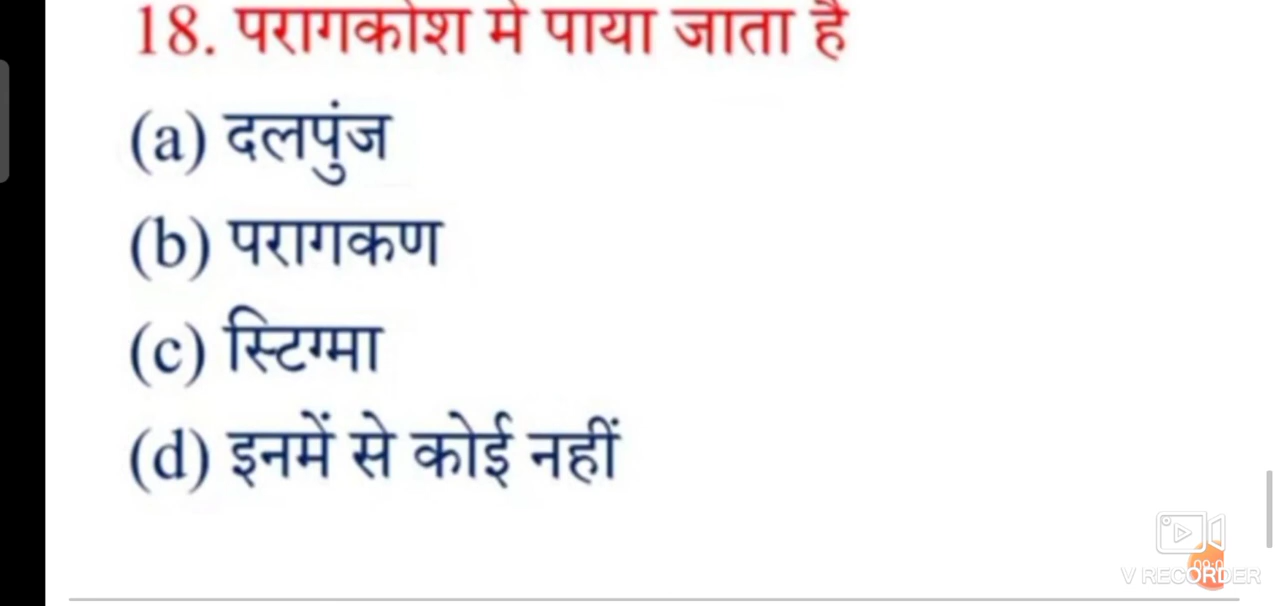 18. परागकोश में पाया जाता है
(a) दलपुंज
(b) परागकण
(c) स्टिग्मा
(d) इनमें से कोई नहीं
V RECORDER